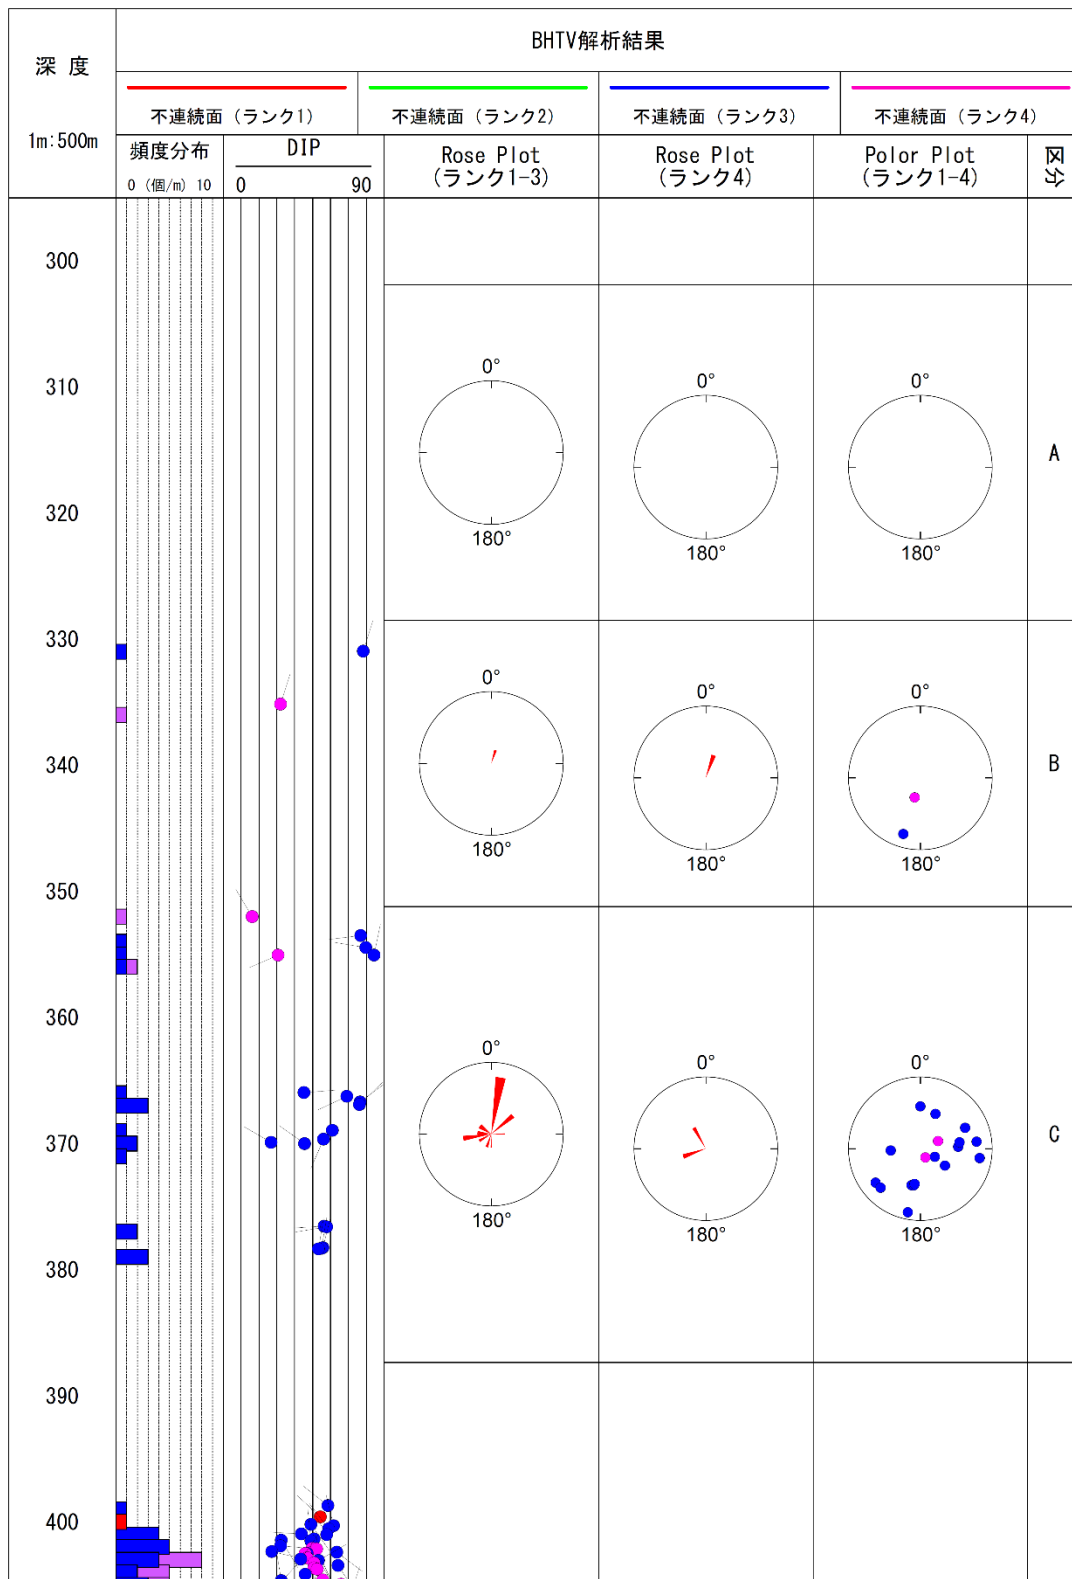 BHTV解析結果
深 度
1m:500m
不連続面 (ランク1)
不連続面 (ランク2)
不連続面 (ランク3)
不連続面 (ランク4)
頻度分布
0 (個/m) 10
DIP
0 90
Rose Plot
(ランク1-3)
Rose Plot
(ランク4)
Polor Plot
(ランク1-4)
区分
300
310
0°
0°
0°
A
320
180°
180°
180°
330
0°
0°
0°
340
B
180°
180°
180°
350
360
0°
0°
0°
370
C
180°
180°
180°
380
390
400